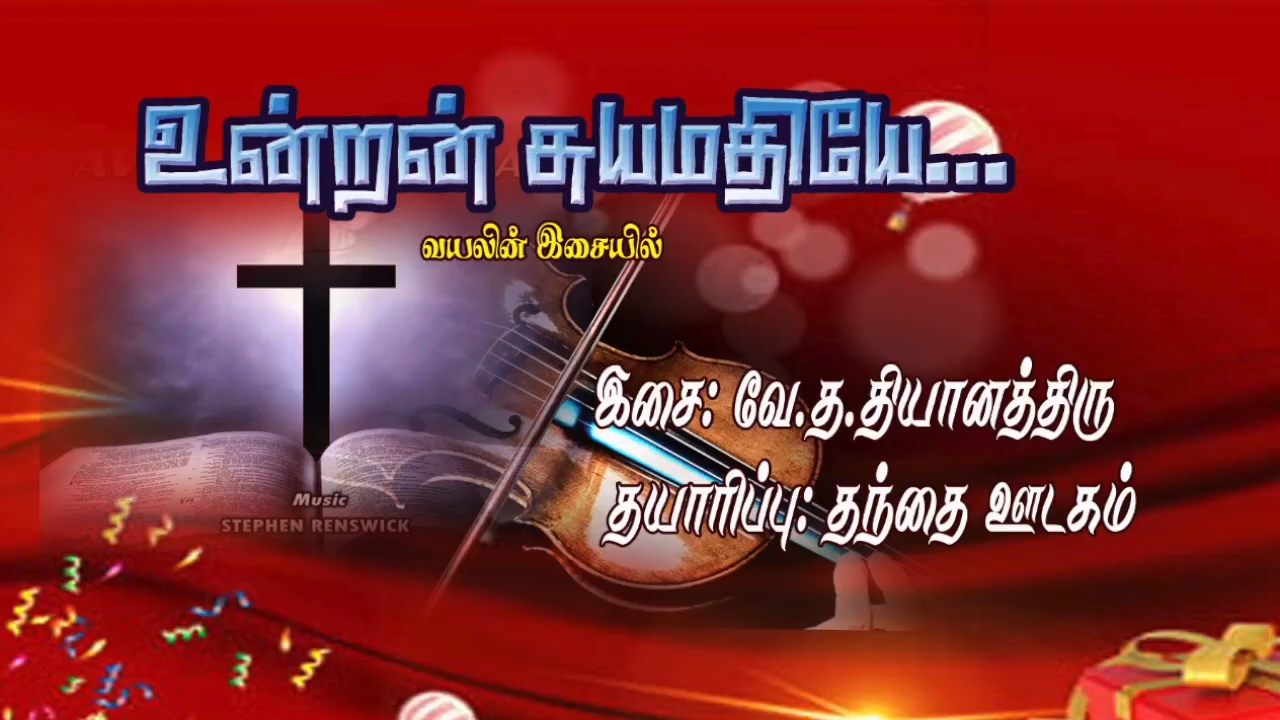 உன்றன் சுயமதியே...
வயலின் இசையில்
இசை: வே.த.தியானத்திரு
தயாரிப்பு: தந்தை ஊடகம்
Music
STEPHEN RENSWICK